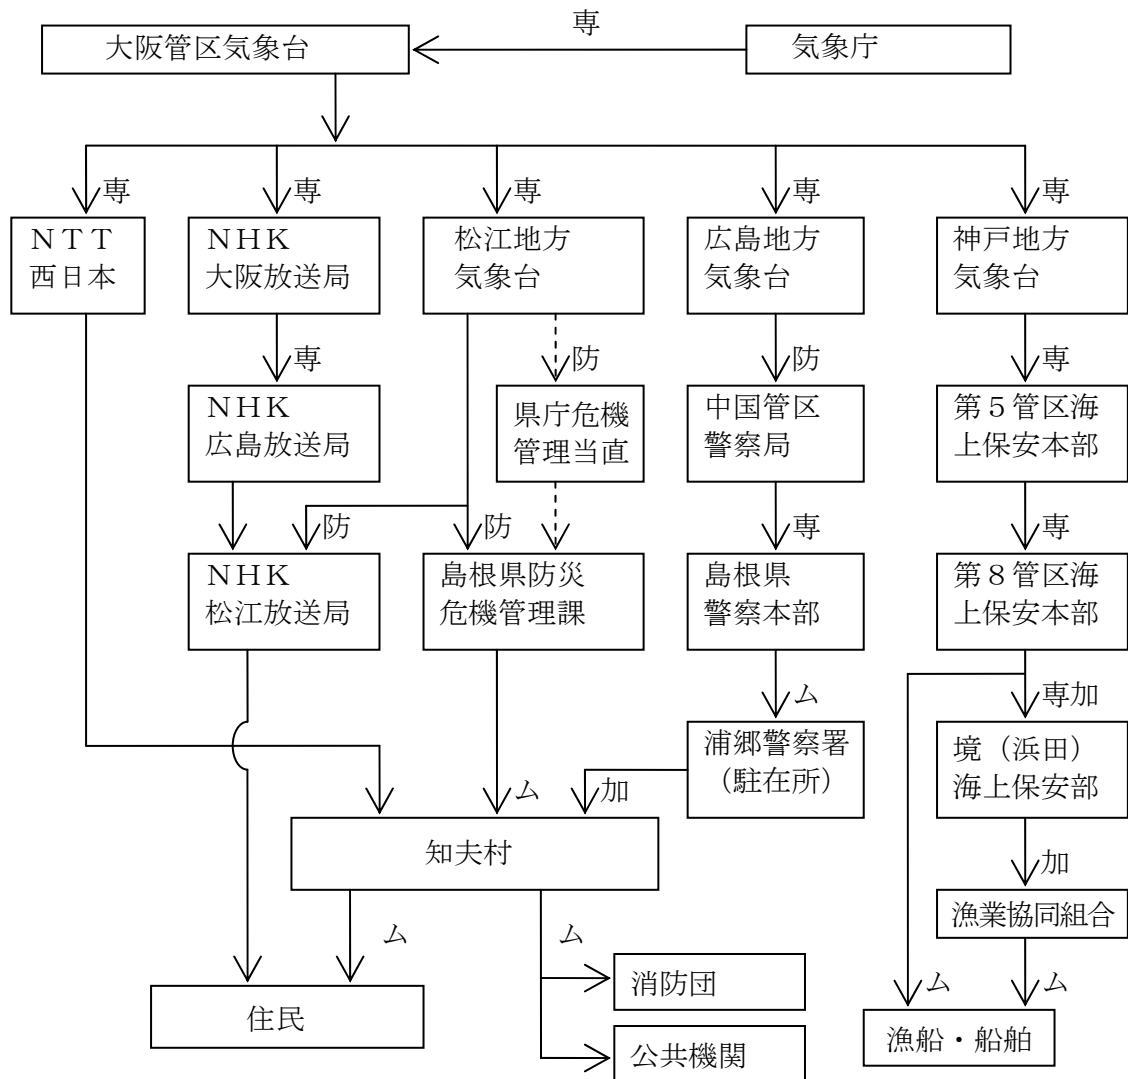 専
大阪管区気象台
気象庁
専
専
専
専
専
ＮＴＴ
西日本
ＮＨＫ
大阪放送局
松江地方
気象台
広島地方
気象台
神戸地方
気象台
専
防
防
専
ＮＨＫ
広島放送局
県庁危機
管理当直
中国管区
警察局
第５管区海
上保安本部
防
防
専
専
ＮＨＫ
松江放送局
島根県防災
危機管理課
島根県
警察本部
第８管区海
上保安本部
ム
専加
浦郷警察署
（駐在所）
境（浜田）
海上保安部
ム
加
知夫村
加
漁業協同組合
ム
ム
消防団
ム
ム
住民
漁船・船舶
公共機関